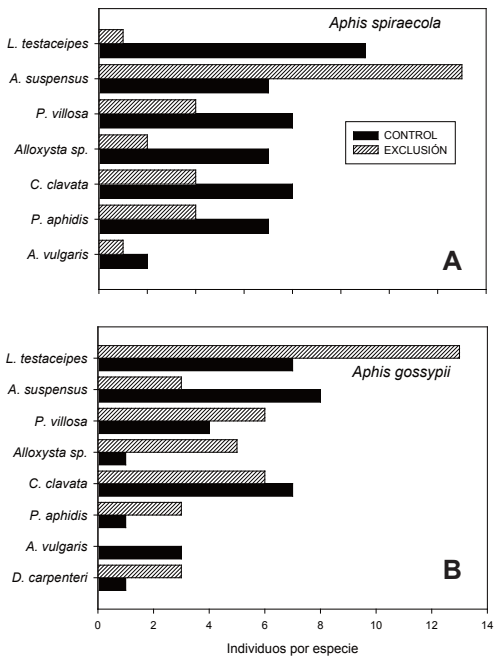 Aphis spiraecola
L. testaceipes
A. suspensus
P. villosa
Alloxysta sp.
C. clavata
P. aphidis
A. vulgaris
CONTROL
EXCLUSIÓN
A
Aphis gossypii
L. testaceipes
A. suspensus
P. villosa
Alloxysta sp.
C. clavata
P. aphidis
A. vulgaris
D. carpenteri
B
0 2 4 6 8 10 12 14
Individuos por especie